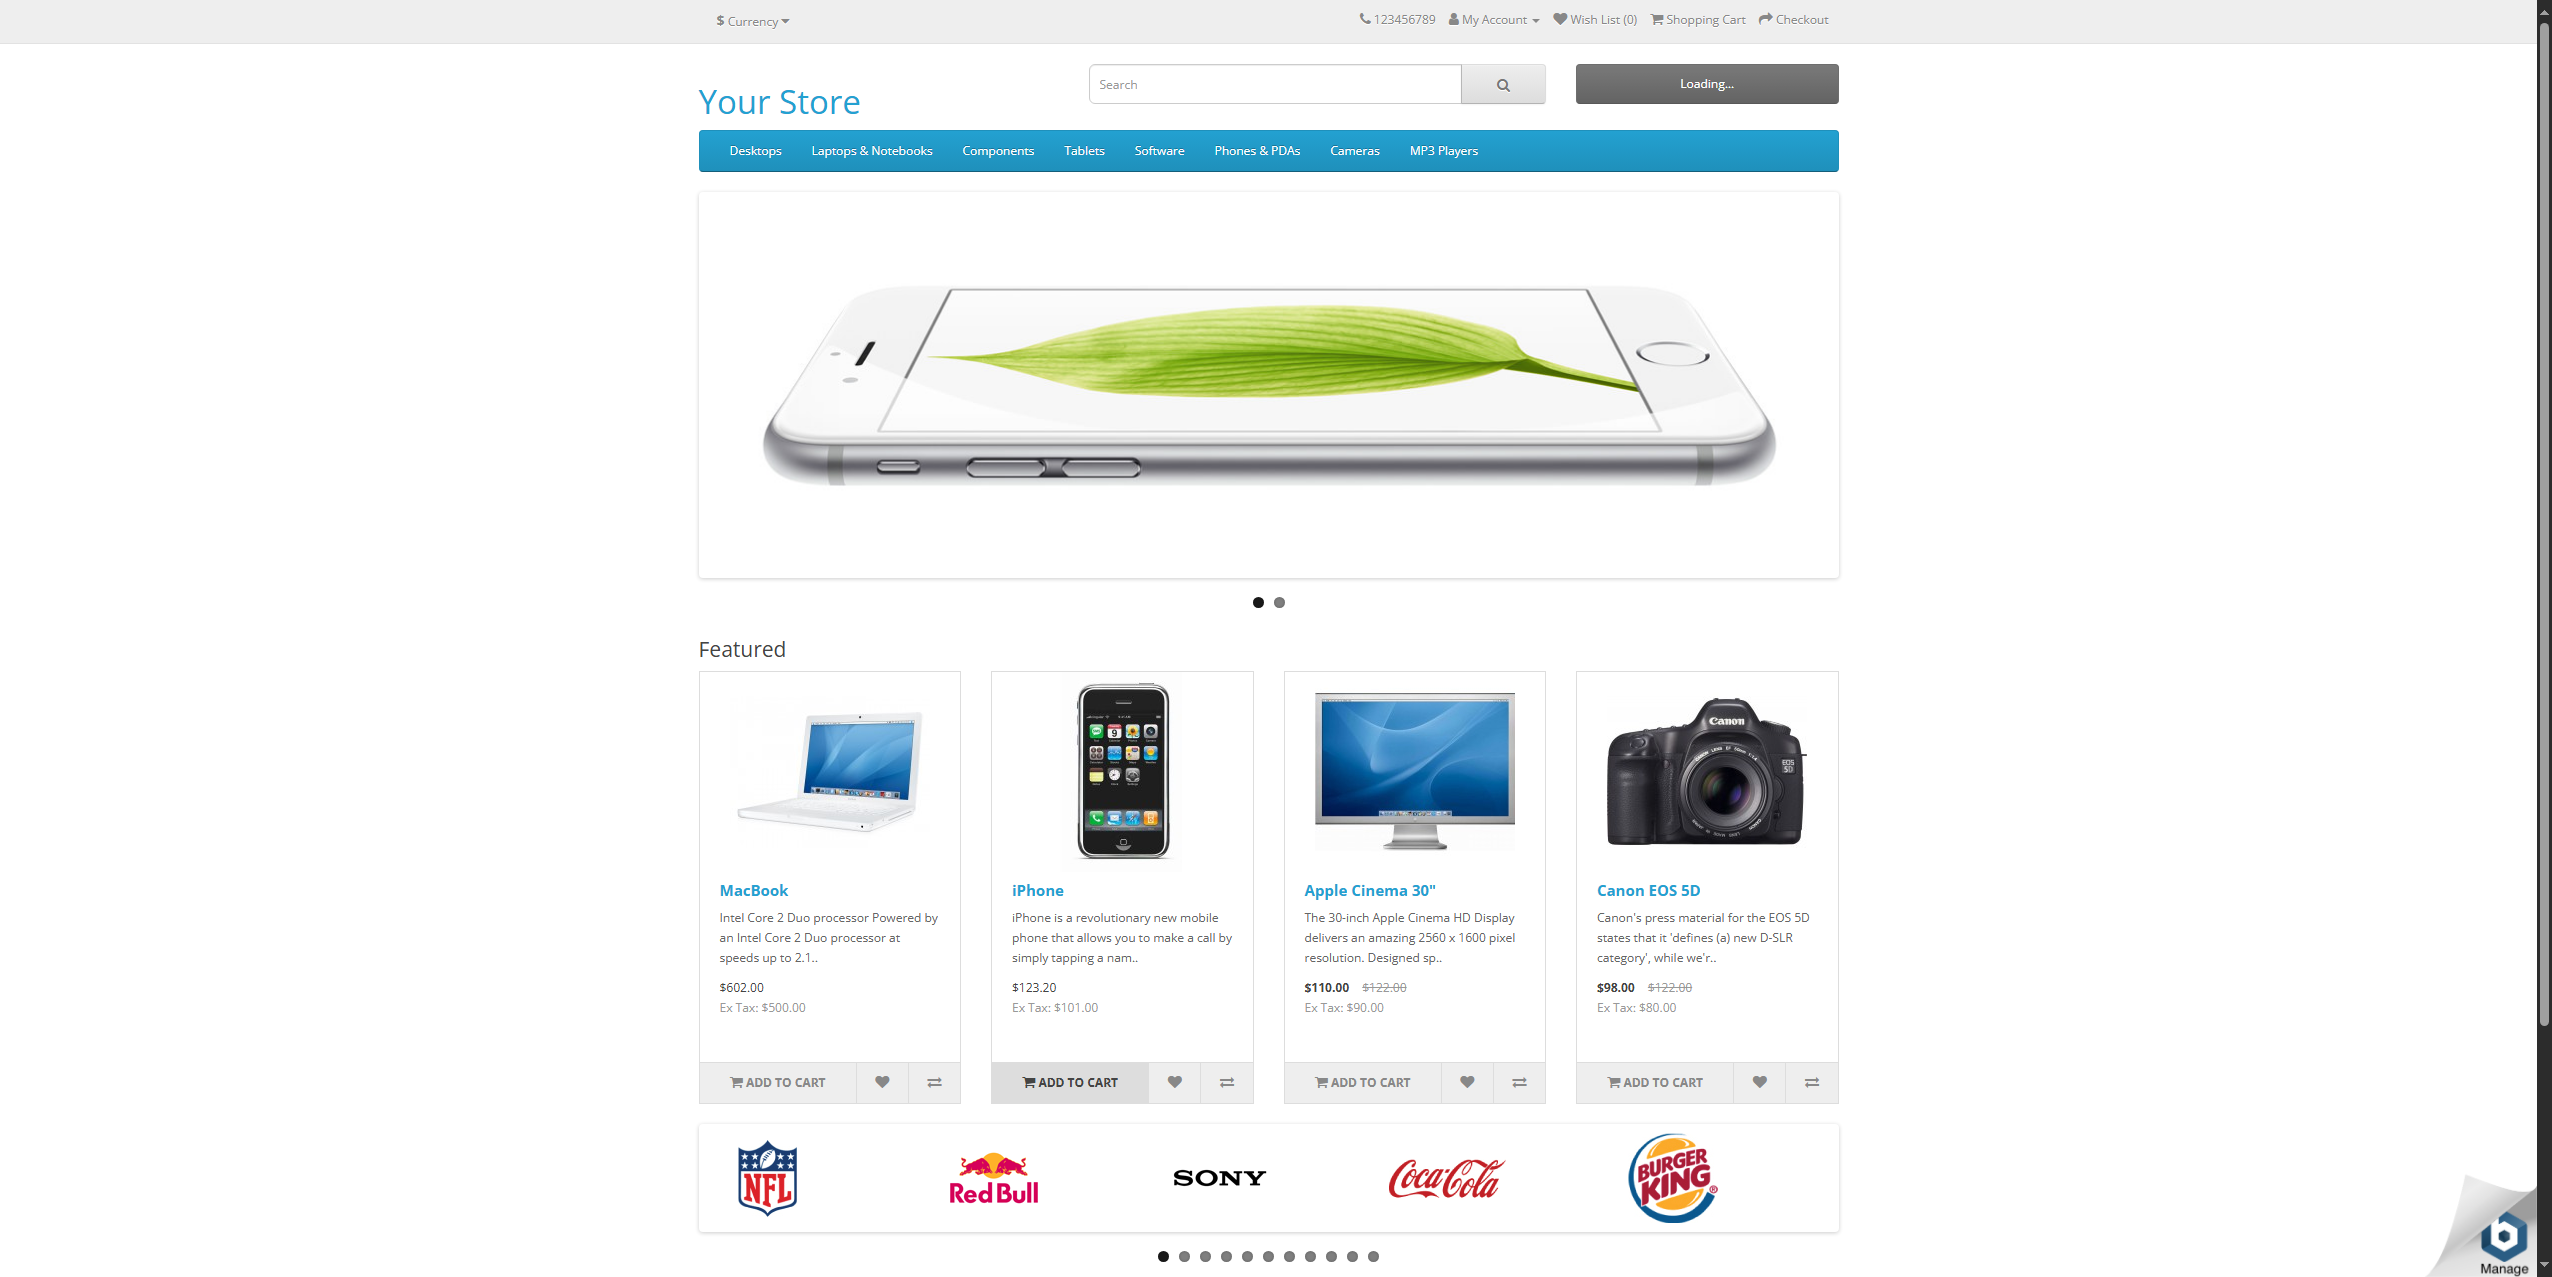 $ Currency
123456789 My Account Wish List (0) Shopping Cart Checkout
Your Store
Search
Loading...
Desktops Laptops & Notebooks Components Tablets Software Phones & PDAs Cameras MP3 Players
Featured
Canon
EOS
5D
MacBook
Intel Core 2 Duo processor Powered by
an Intel Core 2 Duo processor at
speeds up to 2.1..
$602.00
Ex Tax: $500.00
ADD TO CART
iPhone
iPhone is a revolutionary new mobile
phone that allows you to make a call by
simply tapping a nam..
$123.20
Ex Tax: $101.00
ADD TO CART
Apple Cinema 30"
The 30-inch Apple Cinema HD Display
delivers an amazing 2560 x 1600 pixel
resolution. Designed sp..
$110.00 $122.00
Ex Tax: $90.00
ADD TO CART
Canon EOS 5D
Canon's press material for the EOS 5D
states that it 'defines (a) new D-SLR
category', while we'r..
$98.00 $122.00
Ex Tax: $80.00
ADD TO CART
NFL
Red Bull
SONY
Coca-Cola
BURGER
KING
Manage